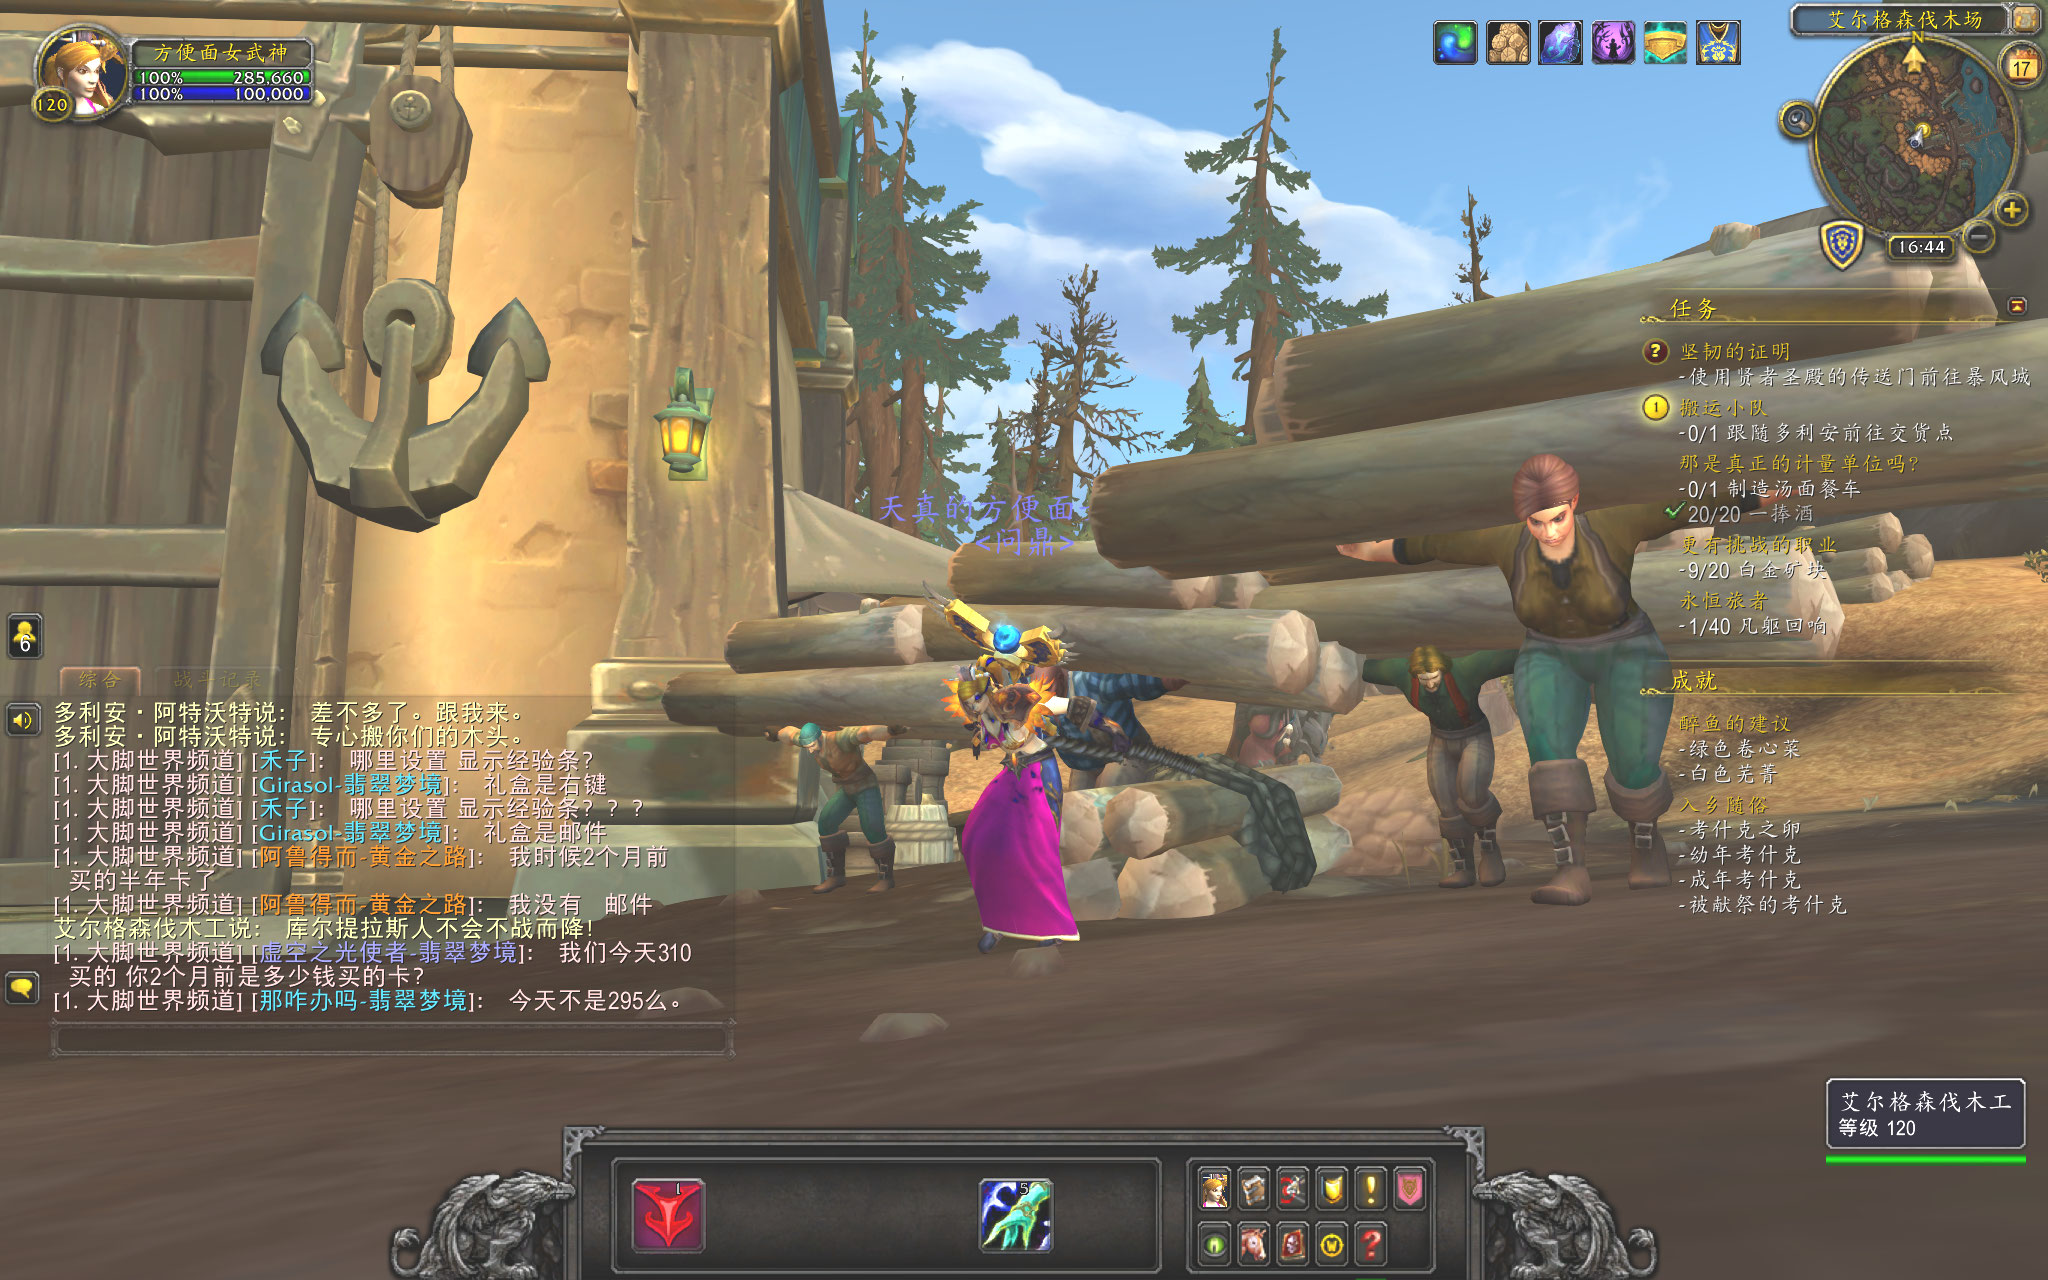 方便面女武神
100% 285,660
100% 100,000
120
艾尔格森伐木场
N
17
16:44
任务
?
坚韧的证明
-使用贤者圣殿的传送门前往暴风城
1
搬运小队
-0/1 跟随多利安前往交货点
那是真正的计量单位吗?
-0/1 制造汤面餐车
20/20 一捧酒
更有挑战的职业
-9/20 白金矿块
永恒旅者
-1/40 凡躯回响
成就
醉鱼的建议
-绿色卷心菜
-白色芜菁
入乡随俗
-考什克之卵
-幼年考什克
-成年考什克
-被献祭的考什克
天真的方便面
<问鼎>
6
综合 战斗记录
多利安·阿特沃特说： 差不多了。跟我来。
多利安·阿特沃特说： 专心搬你们的木头。
[1. 大脚世界频道] [禾子]： 哪里设置 显示经验条?
[1. 大脚世界频道] [Girasol-翡翠梦境]： 礼盒是右键
[1. 大脚世界频道] [禾子]： 哪里设置 显示经验条? ? ?
[1. 大脚世界频道] [Girasol-翡翠梦境]： 礼盒是邮件
[1. 大脚世界频道] [阿鲁得而-黄金之路]： 我时候2个月前
买的半年卡了
[1. 大脚世界频道] [阿鲁得而-黄金之路]： 我没有 邮件
艾尔格森伐木工说： 库尔提拉斯人不会不战而降!
[1. 大脚世界频道] [虚空之光使者-翡翠梦境]： 我们今天310
买的 你2个月前是多少钱买的卡?
[1. 大脚世界频道] [那咋办吗-翡翠梦境]： 今天不是295么。
艾尔格森伐木工
等级 120
1
5